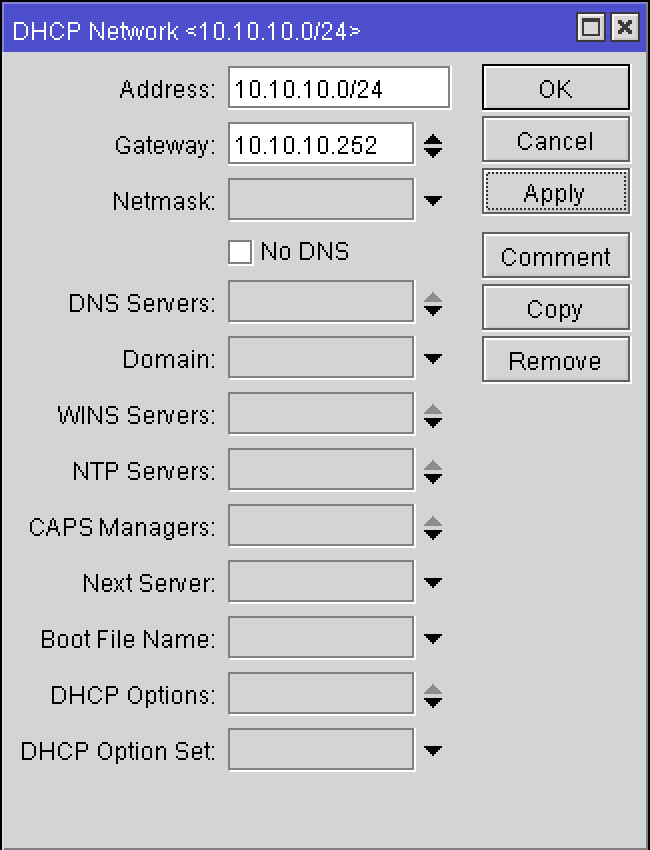 DHCP Network <10.10.10.0/24>
Address: 10.10.10.0/24
OK
Gateway: 10.10.10.252
Cancel
Netmask:
Apply
No DNS
Comment
DNS Servers:
Copy
Domain:
Remove
WINS Servers:
NTP Servers:
CAPS Managers:
Next Server:
Boot File Name:
DHCP Options:
DHCP Option Set: